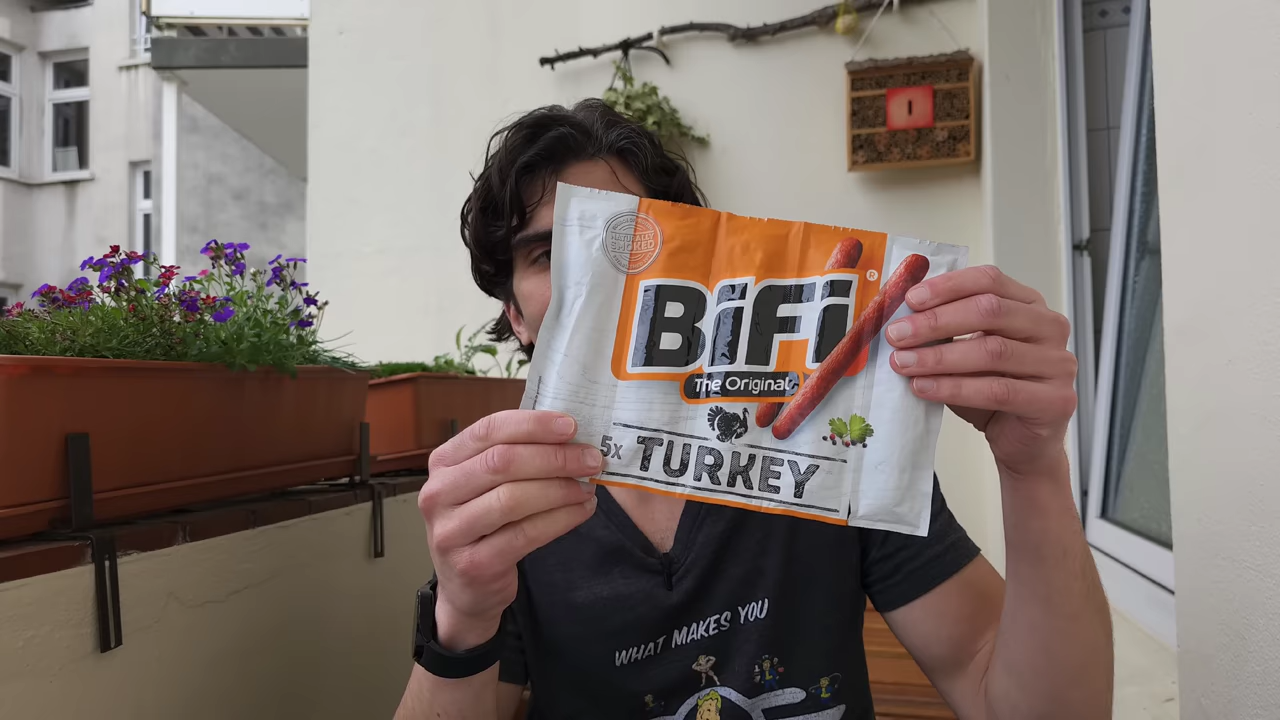 NATURALLY
SMOKED
BiFi®
The Original
5x TURKEY
WHAT MAKES YOU